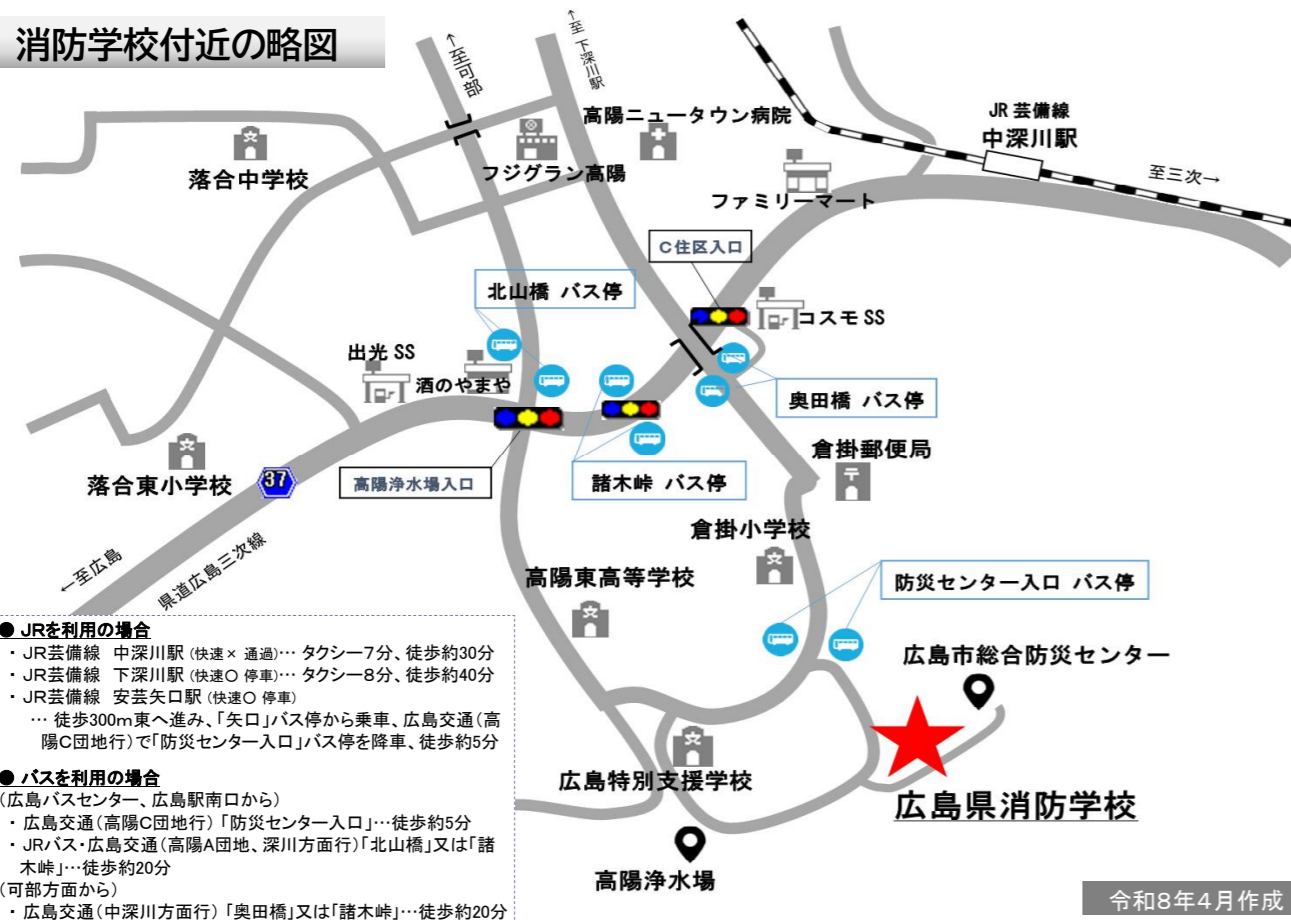 消防学校付近の略図
←至可部
←至 下深川駅
高陽ニュータウン病院
JR 芸備線
中深川駅
至三次→
落合中学校
フジグラン高陽
ファミリーマート
C住区入口
北山橋 バス停
コスモ SS
出光 SS
酒のやまや
奥田橋 バス停
倉掛郵便局
落合東小学校
37
高陽浄水場入口
諸木峠 バス停
倉掛小学校
←至広島
県道広島三次線
高陽東高等学校
防災センター入口 バス停
広島市総合防災センター
広島特別支援学校
広島県消防学校
高陽浄水場
● JRを利用の場合
・ JR芸備線 中深川駅 (快速× 通過)… タクシー7分、徒歩約30分
・ JR芸備線 下深川駅 (快速○ 停車)… タクシー8分、徒歩約40分
・ JR芸備線 安芸矢口駅 (快速○ 停車)
… 徒歩300m東へ進み、「矢口」バス停から乗車、広島交通(高
陽C団地行)で「防災センター入口」バス停を降車、徒歩約5分
● バスを利用の場合
(広島バスセンター、広島駅南口から)
・ 広島交通(高陽C団地行) 「防災センター入口」…徒歩約5分
・ JRバス・広島交通(高陽A団地、深川方面行)「北山橋」又は「諸
木峠」…徒歩約20分
(可部方面から)
・ 広島交通(中深川方面行) 「奥田橋」又は「諸木峠」…徒歩約20分
令和8年4月作成